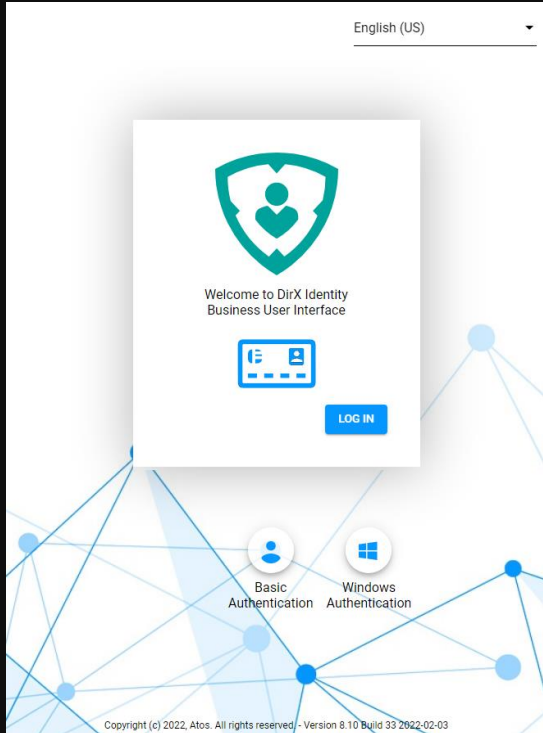 English (US)
Welcome to DirX Identity
Business User Interface
LOG IN
Basic
Authentication
Windows
Authentication
Copyright (c) 2022, Atos. All rights reserved. - Version 8.10 Build 33 2022-02-03